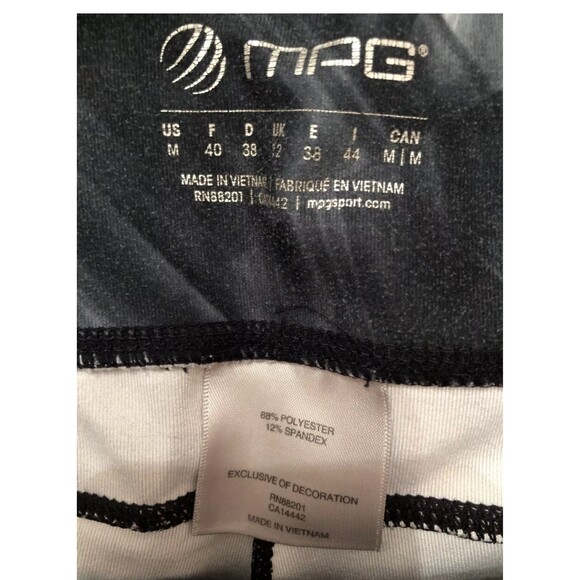 MPG®
US F D UK E I CAN
M 40 38 12 38 44 M|M
MADE IN VIETNAM | FABRIQUÉ EN VIETNAM
RN88201 | CA14442 | mpgsport.com
88% POLYESTER
12% SPANDEX
EXCLUSIVE OF DECORATION
RN88201
CA14442
MADE IN VIETNAM